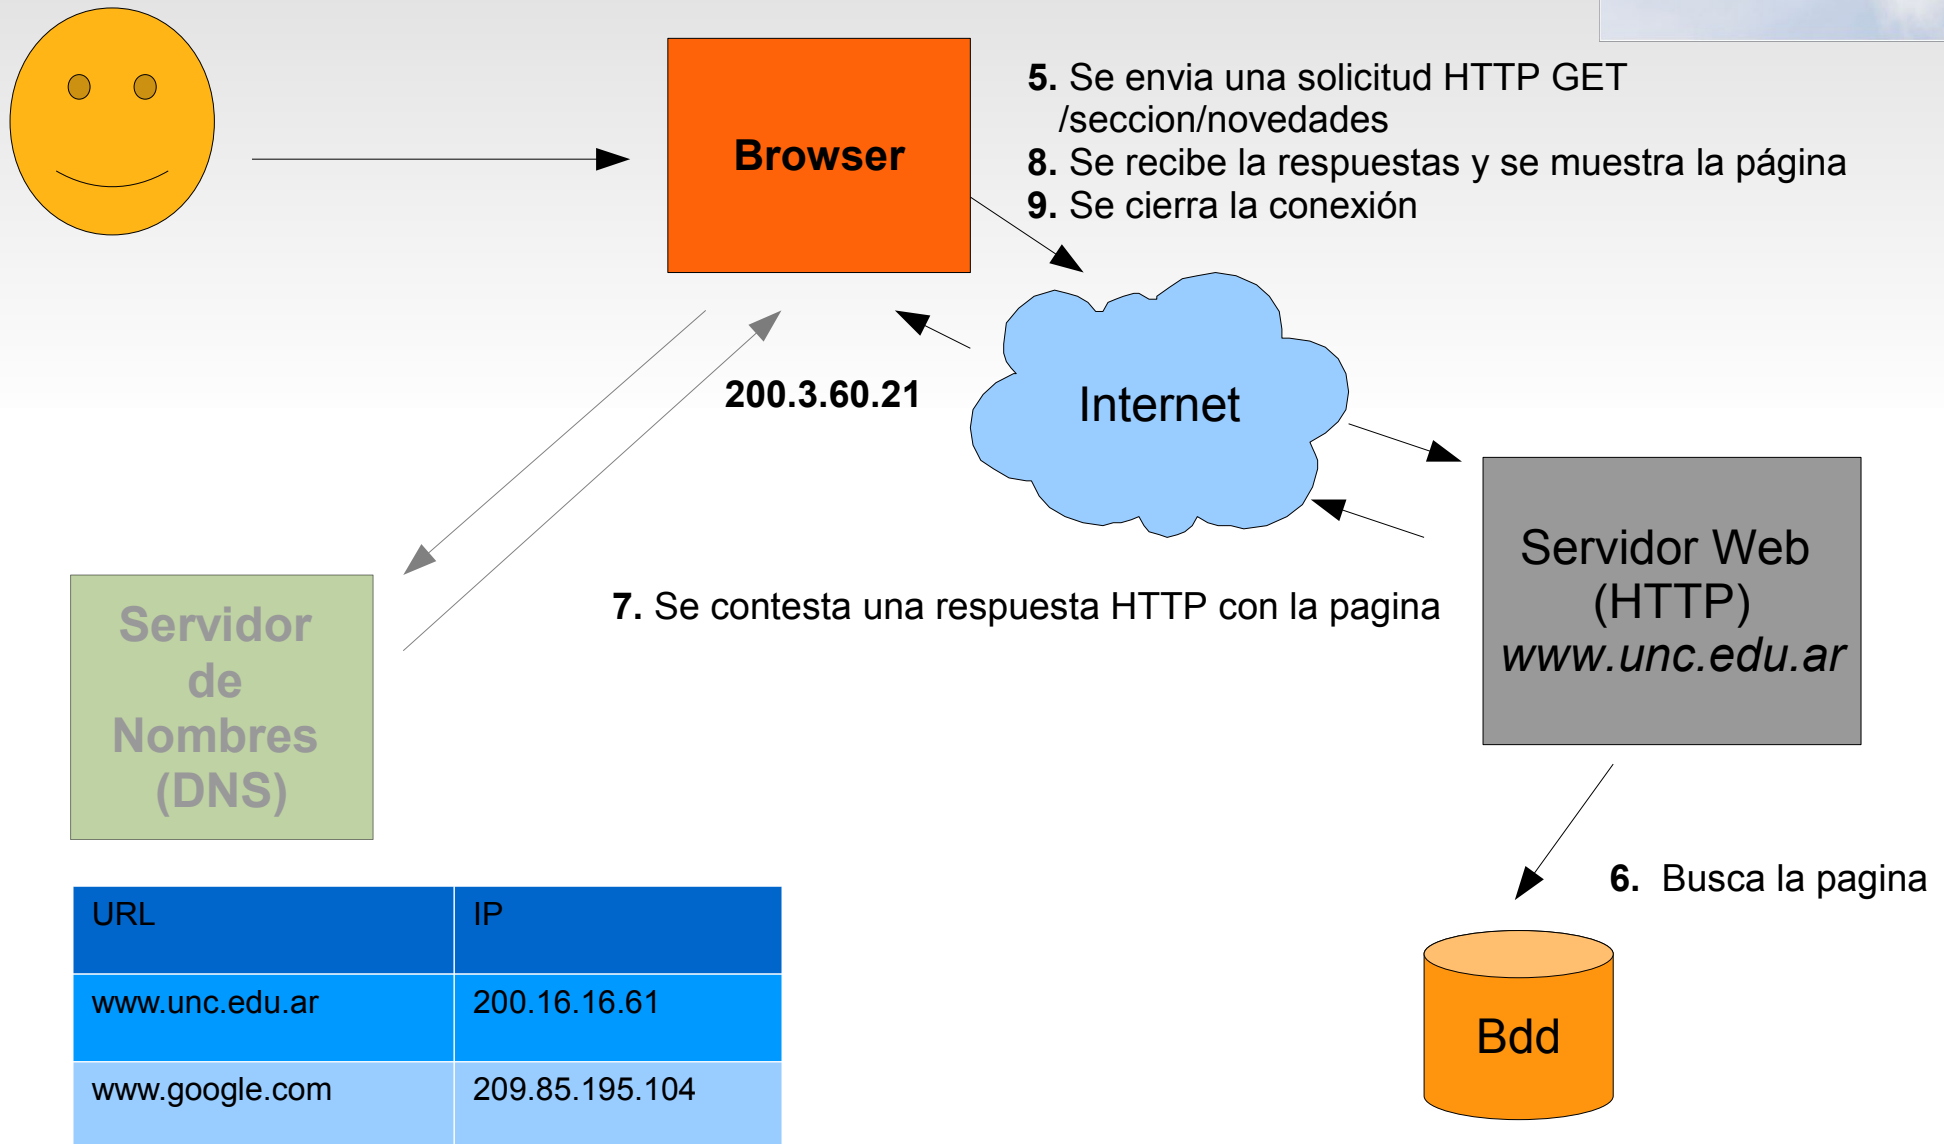 Browser
5. Se envia una solicitud HTTP GET
/seccion/novedades
8. Se recibe la respuestas y se muestra la página
9. Se cierra la conexión
200.3.60.21
Internet
Servidor Web
(HTTP)
www.unc.edu.ar
7. Se contesta una respuesta HTTP con la pagina
Servidor
de
Nombres
(DNS)
6. Busca la pagina
Bdd
URL IP
www.unc.edu.ar 200.16.16.61
www.google.com 209.85.195.104